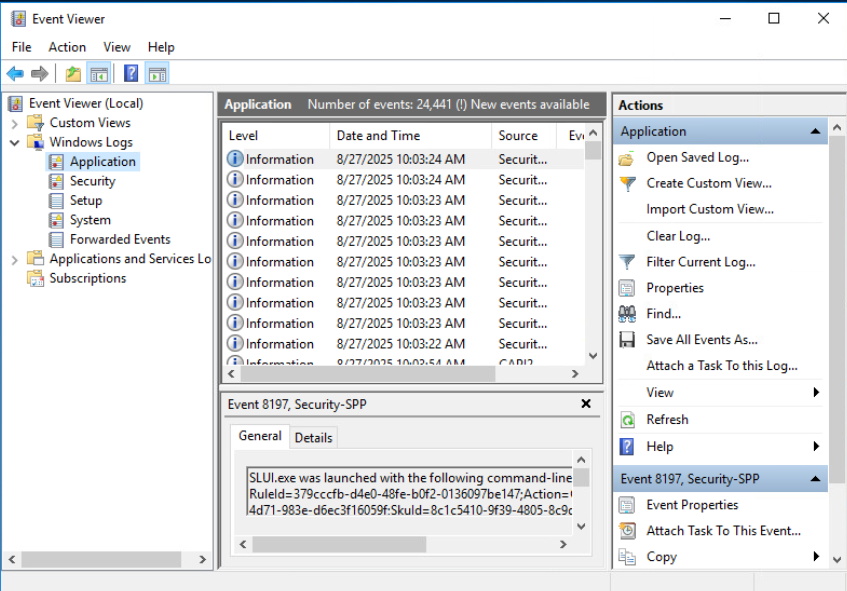 Event Viewer
File Action View Help
Event Viewer (Local)
Custom Views
Windows Logs
Application
Security
Setup
System
Forwarded Events
Applications and Services Lo
Subscriptions
Application Number of events: 24,441 (!) New events available
Level Date and Time Source Eve
Information 8/27/2025 10:03:24 AM Securit...
Information 8/27/2025 10:03:24 AM Securit...
Information 8/27/2025 10:03:23 AM Securit...
Information 8/27/2025 10:03:23 AM Securit...
Information 8/27/2025 10:03:23 AM Securit...
Information 8/27/2025 10:03:23 AM Securit...
Information 8/27/2025 10:03:23 AM Securit...
Information 8/27/2025 10:03:23 AM Securit...
Information 8/27/2025 10:03:23 AM Securit...
Information 8/27/2025 10:03:22 AM Securit...
Information 8/27/2025 10:03:54 AM CAPI2
Event 8197, Security-SPP
General Details
SLUI.exe was launched with the following command-line
RuleId=379cccfb-d4e0-48fe-b0f2-0136097be147;Action=
4d71-983e-d6ec3f16059f:SkuId=8c1c5410-9f39-4805-8c9d
Actions
Application
Open Saved Log...
Create Custom View...
Import Custom View...
Clear Log...
Filter Current Log...
Properties
Find...
Save All Events As...
Attach a Task To this Log...
View
Refresh
Help
Event 8197, Security-SPP
Event Properties
Attach Task To This Event...
Copy